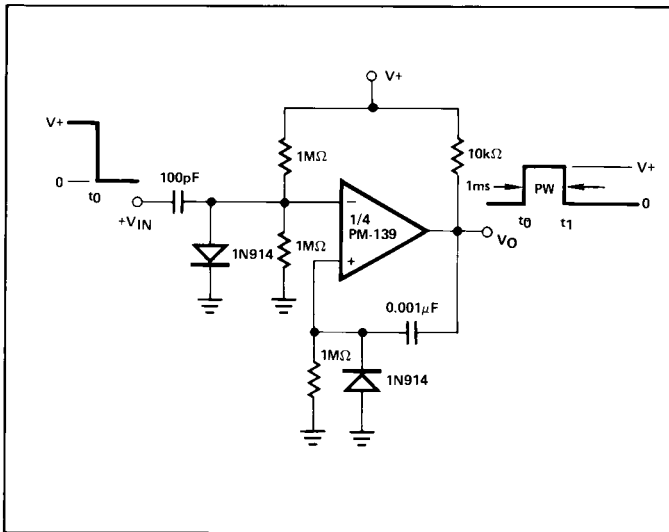 V+
V+
0
t0
+VIN
100pF
1MΩ
10kΩ
1N914
1MΩ
−
1/4
PM-139
+
1ms
PW
V+
0
t0
t1
VO
0.001μF
1MΩ
1N914